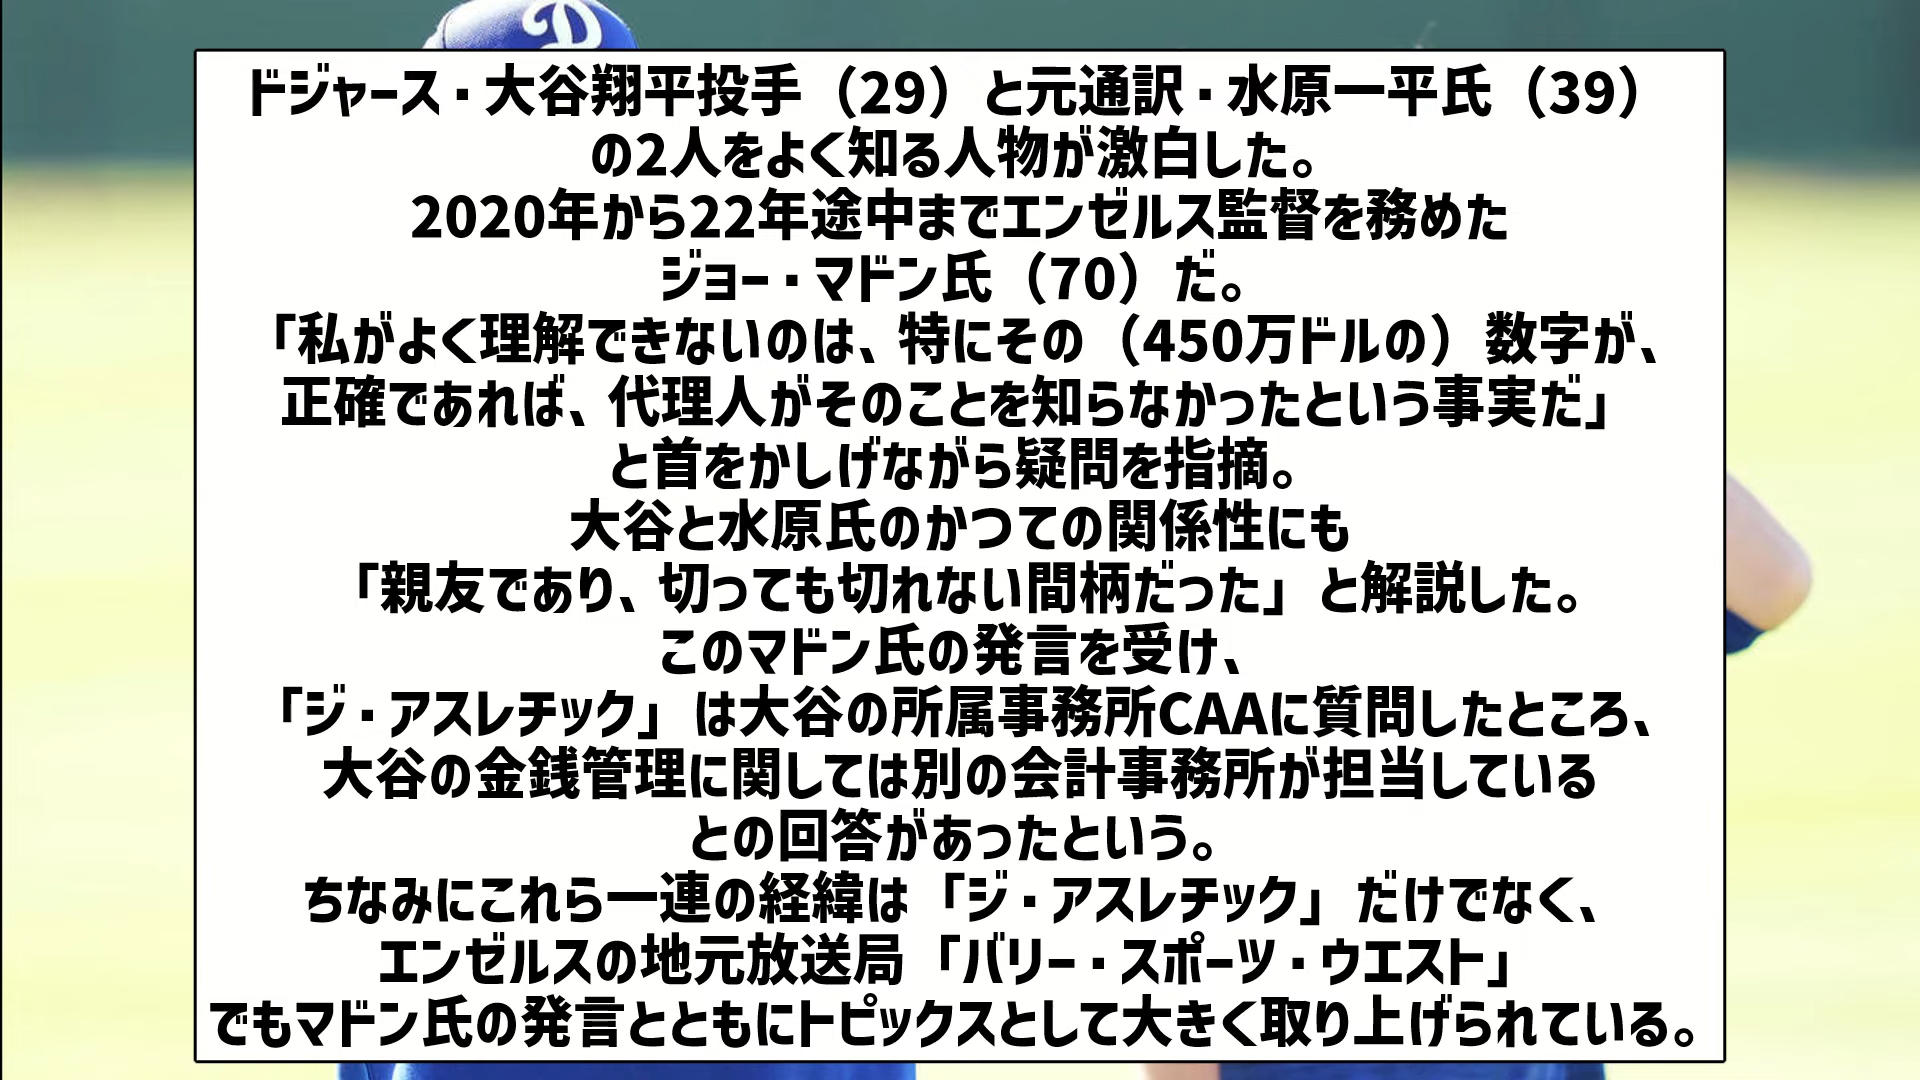 D
ドジャース・大谷翔平投手（29）と元通訳・水原一平氏（39）
の2人をよく知る人物が激白した。
2020年から22年途中までエンゼルス監督を務めた
ジョー・マドン氏（70）だ。
「私がよく理解できないのは、特にその（450万ドルの）数字が、
正確であれば、代理人がそのことを知らなかったという事実だ」
と首をかしげながら疑問を指摘。
大谷と水原氏のかつての関係性にも
「親友であり、切っても切れない間柄だった」と解説した。
このマドン氏の発言を受け、
「ジ・アスレチック」は大谷の所属事務所CAAに質問したところ、
大谷の金銭管理に関しては別の会計事務所が担当している
との回答があったという。
ちなみにこれら一連の経緯は「ジ・アスレチック」だけでなく、
エンゼルスの地元放送局「バリー・スポーツ・ウエスト」
でもマドン氏の発言とともにトピックスとして大きく取り上げられている。